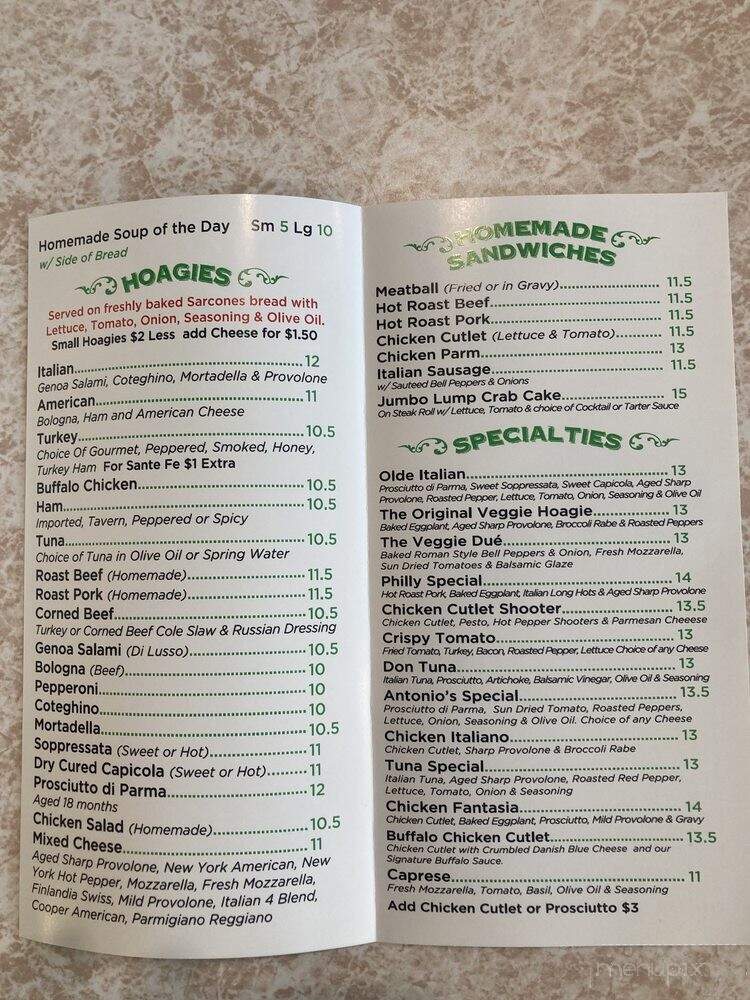 Homemade Soup of the Day Sm 5 Lg 10
w/ Side of Bread
HOAGIES
Served on freshly baked Sarcones bread with
Lettuce, Tomato, Onion, Seasoning & Olive Oil.
Small Hoagies $2 Less add Cheese for $1.50
Italian 12
Genoa Salami, Coteghino, Mortadella & Provolone
American 11
Bologna, Ham and American Cheese
Turkey 10.5
Choice Of Gourmet, Peppered, Smoked, Honey,
Turkey Ham For Sante Fe $1 Extra
Buffalo Chicken 10.5
Ham 10.5
Imported, Tavern, Peppered or Spicy
Tuna 10.5
Choice of Tuna in Olive Oil or Spring Water
Roast Beef (Homemade) 11.5
Roast Pork (Homemade) 11.5
Corned Beef 10.5
Turkey or Corned Beef Cole Slaw & Russian Dressing
Genoa Salami (Di Lusso) 10.5
Bologna (Beef) 10
Pepperoni 10
Coteghino 10
Mortadella 10.5
Soppressata (Sweet or Hot) 11
Dry Cured Capicola (Sweet or Hot) 11
Prosciutto di Parma 12
Aged 18 months
Chicken Salad (Homemade) 10.5
Mixed Cheese 11
Aged Sharp Provolone, New York American, New
York Hot Pepper, Mozzarella, Fresh Mozzarella,
Finlandia Swiss, Mild Provolone, Italian 4 Blend,
Cooper American, Parmigiano Reggiano
HOMEMADE
SANDWICHES
Meatball (Fried or in Gravy) 11.5
Hot Roast Beef 11.5
Hot Roast Pork 11.5
Chicken Cutlet (Lettuce & Tomato) 11.5
Chicken Parm 13
Italian Sausage 11.5
w/ Sauteed Bell Peppers & Onions
Jumbo Lump Crab Cake 15
On Steak Roll w/ Lettuce, Tomato & choice of Cocktail or Tarter Sauce
SPECIALTIES
Olde Italian 13
Prosciutto di Parma, Sweet Soppressata, Sweet Capicola, Aged Sharp
Provolone, Roasted Pepper, Lettuce, Tomato, Onion, Seasoning & Olive Oil
The Original Veggie Hoagie 13
Baked Eggplant, Aged Sharp Provolone, Broccoli Rabe & Roasted Peppers
The Veggie Dué 13
Baked Roman Style Bell Peppers & Onion, Fresh Mozzarella,
Sun Dried Tomatoes & Balsamic Glaze
Philly Special 14
Hot Roast Pork, Baked Eggplant, Italian Long Hots & Aged Sharp Provolone
Chicken Cutlet Shooter 13.5
Chicken Cutlet, Pesto, Hot Pepper Shooters & Parmesan Cheeese
Crispy Tomato 13
Fried Tomato, Turkey, Bacon, Roasted Pepper, Lettuce Choice of any Cheese
Don Tuna 13
Italian Tuna, Prosciutto, Artichoke, Balsamic Vinegar, Olive Oil & Seasoning
Antonio's Special 13.5
Prosciutto di Parma, Sun Dried Tomato, Roasted Peppers,
Lettuce, Onion, Seasoning & Olive Oil. Choice of any Cheese
Chicken Italiano 13
Chicken Cutlet, Sharp Provolone & Broccoli Rabe
Tuna Special 13
Italian Tuna, Aged Sharp Provolone, Roasted Red Pepper,
Lettuce, Tomato, Onion & Seasoning
Chicken Fantasia 14
Chicken Cutlet, Baked Eggplant, Prosciutto, Mild Provolone & Gravy
Buffalo Chicken Cutlet 13.5
Chicken Cutlet with Crumbled Danish Blue Cheese and our
Signature Buffalo Sauce.
Caprese 11
Fresh Mozzarella, Tomato, Basil, Olive Oil & Seasoning
Add Chicken Cutlet or Prosciutto $3
menupix